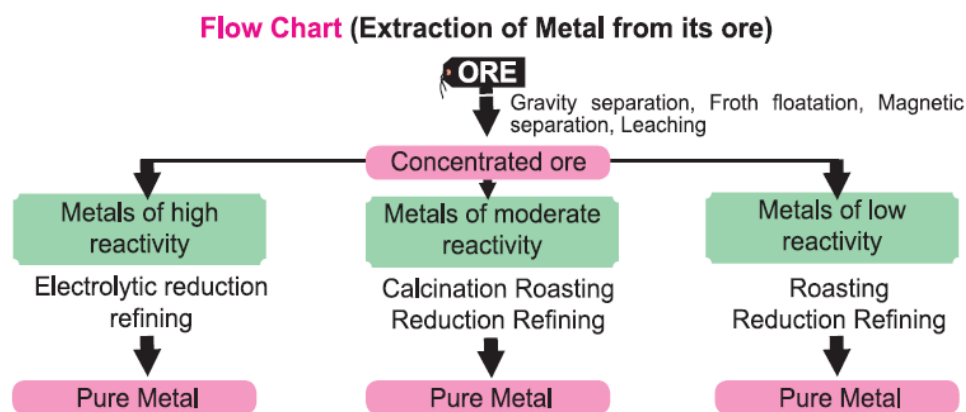 Flow Chart (Extraction of Metal from its ore)
ORE
Gravity separation, Froth floatation, Magnetic
separation, Leaching
Concentrated ore
Metals of high
reactivity
Electrolytic reduction
refining
Pure Metal
Metals of moderate
reactivity
Calcination Roasting
Reduction Refining
Pure Metal
Metals of low
reactivity
Roasting
Reduction Refining
Pure Metal